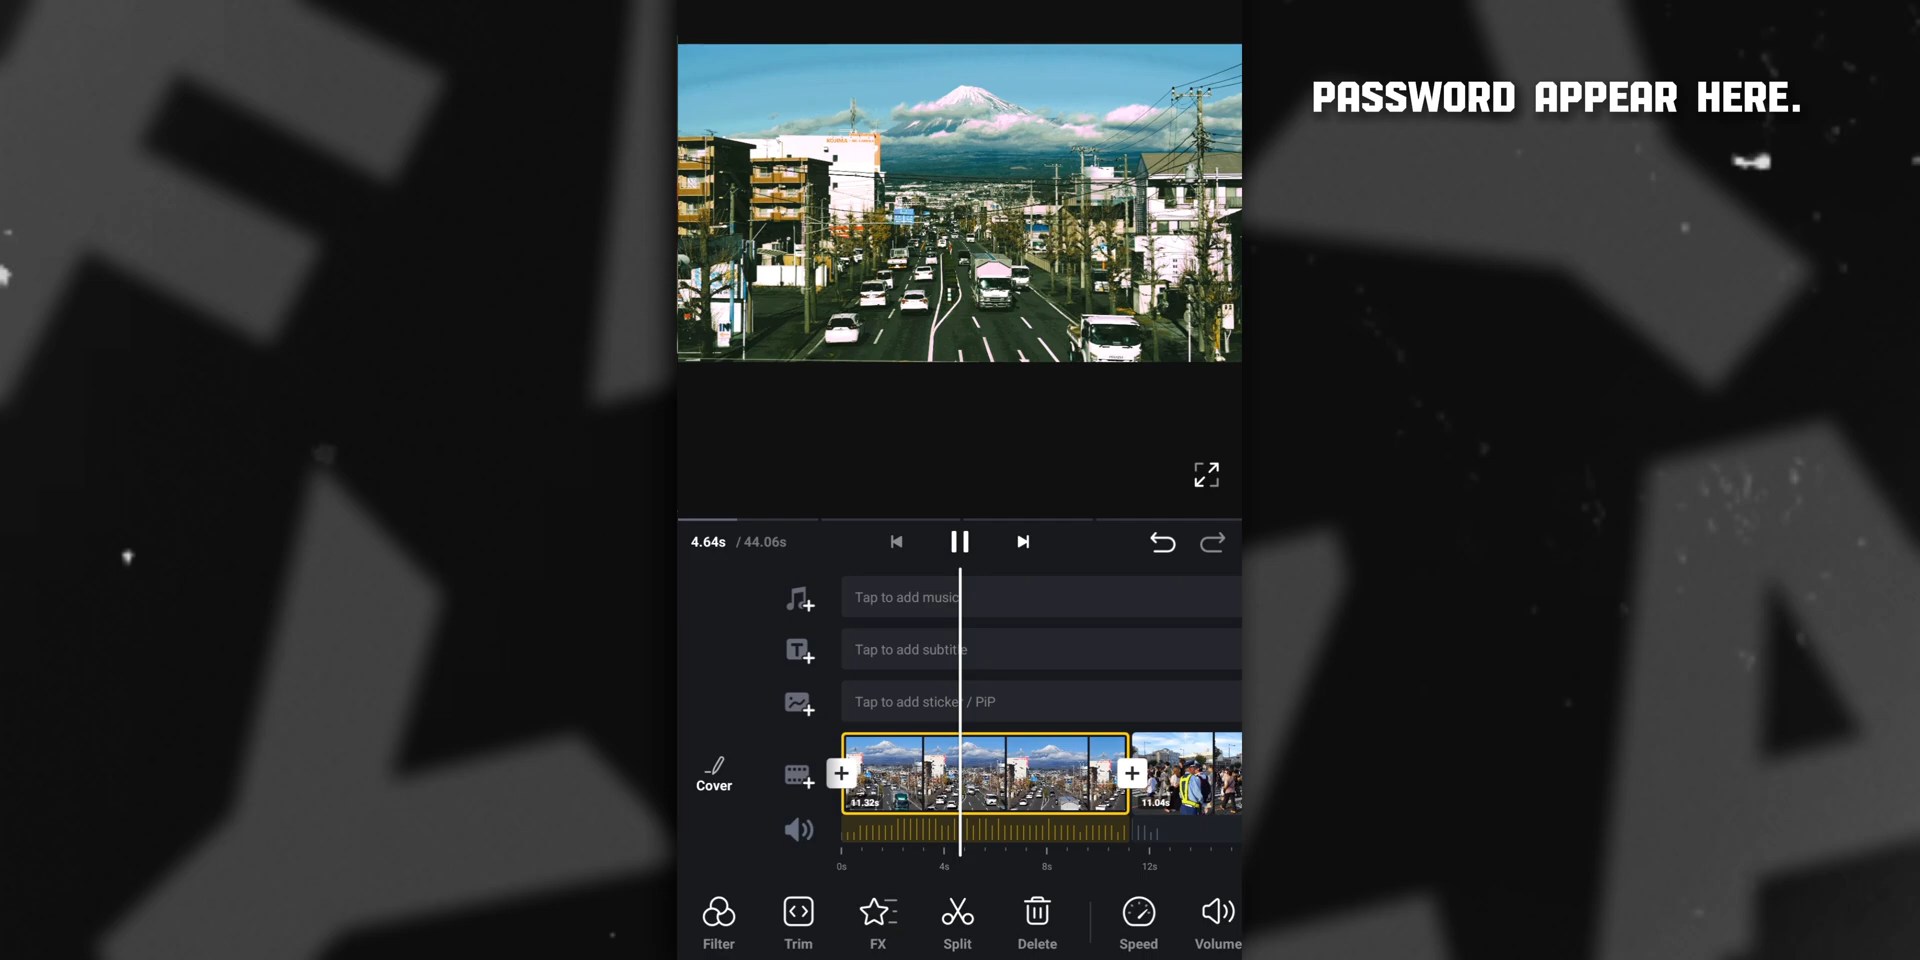 PASSWORD APPEAR HERE.
4.64s / 44.06s
Tap to add music
Tap to add subtitle
Tap to add sticker / PiP
Cover
11.32s
11.04s
0s 4s 8s 12s
Filter Trim FX Split Delete Speed Volume